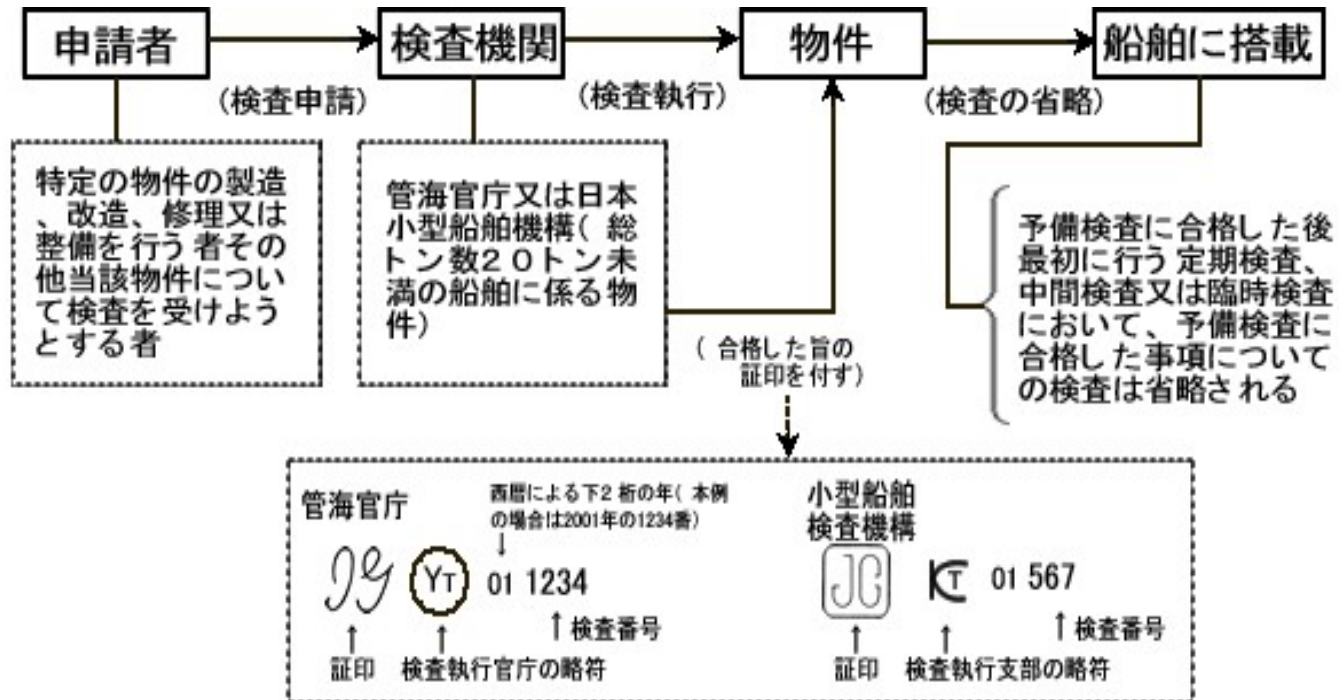 申請者
検査機関
物件
船舶に搭載
(検査申請)
(検査執行)
(検査の省略)
特定の物件の製造
、改造、修理又は
整備を行う者その
他当該物件につい
て検査を受けよう
とする者
管海官庁又は日本
小型船舶機構(総
トン数20トン未
満の船舶に係る物
件)
予備検査に合格した後
最初に行う定期検査、
中間検査又は臨時検査
において、予備検査に
合格した事項について
の検査は省略される
(合格した旨の
証印を付す)
管海官庁
西暦による下2桁の年(本例
の場合は2001年の1234番)
JG YT 01 1234
検査番号
証印 検査執行官庁の略符
小型船舶
検査機構
JC KT 01 567
検査番号
証印 検査執行支部の略符